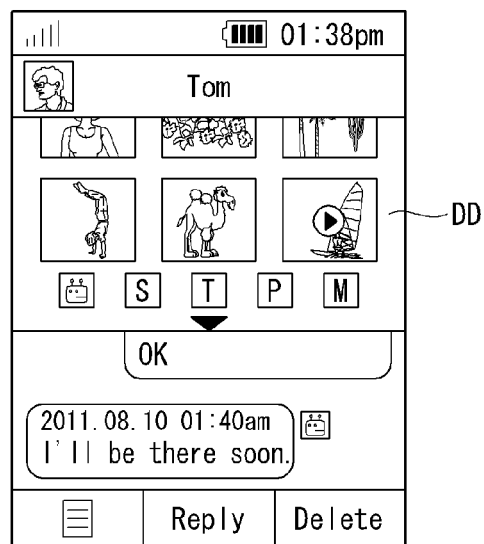 01:38pm
Tom
DD
S T P M
OK
2011.08.10 01:40am
I'll be there soon.
Reply Delete